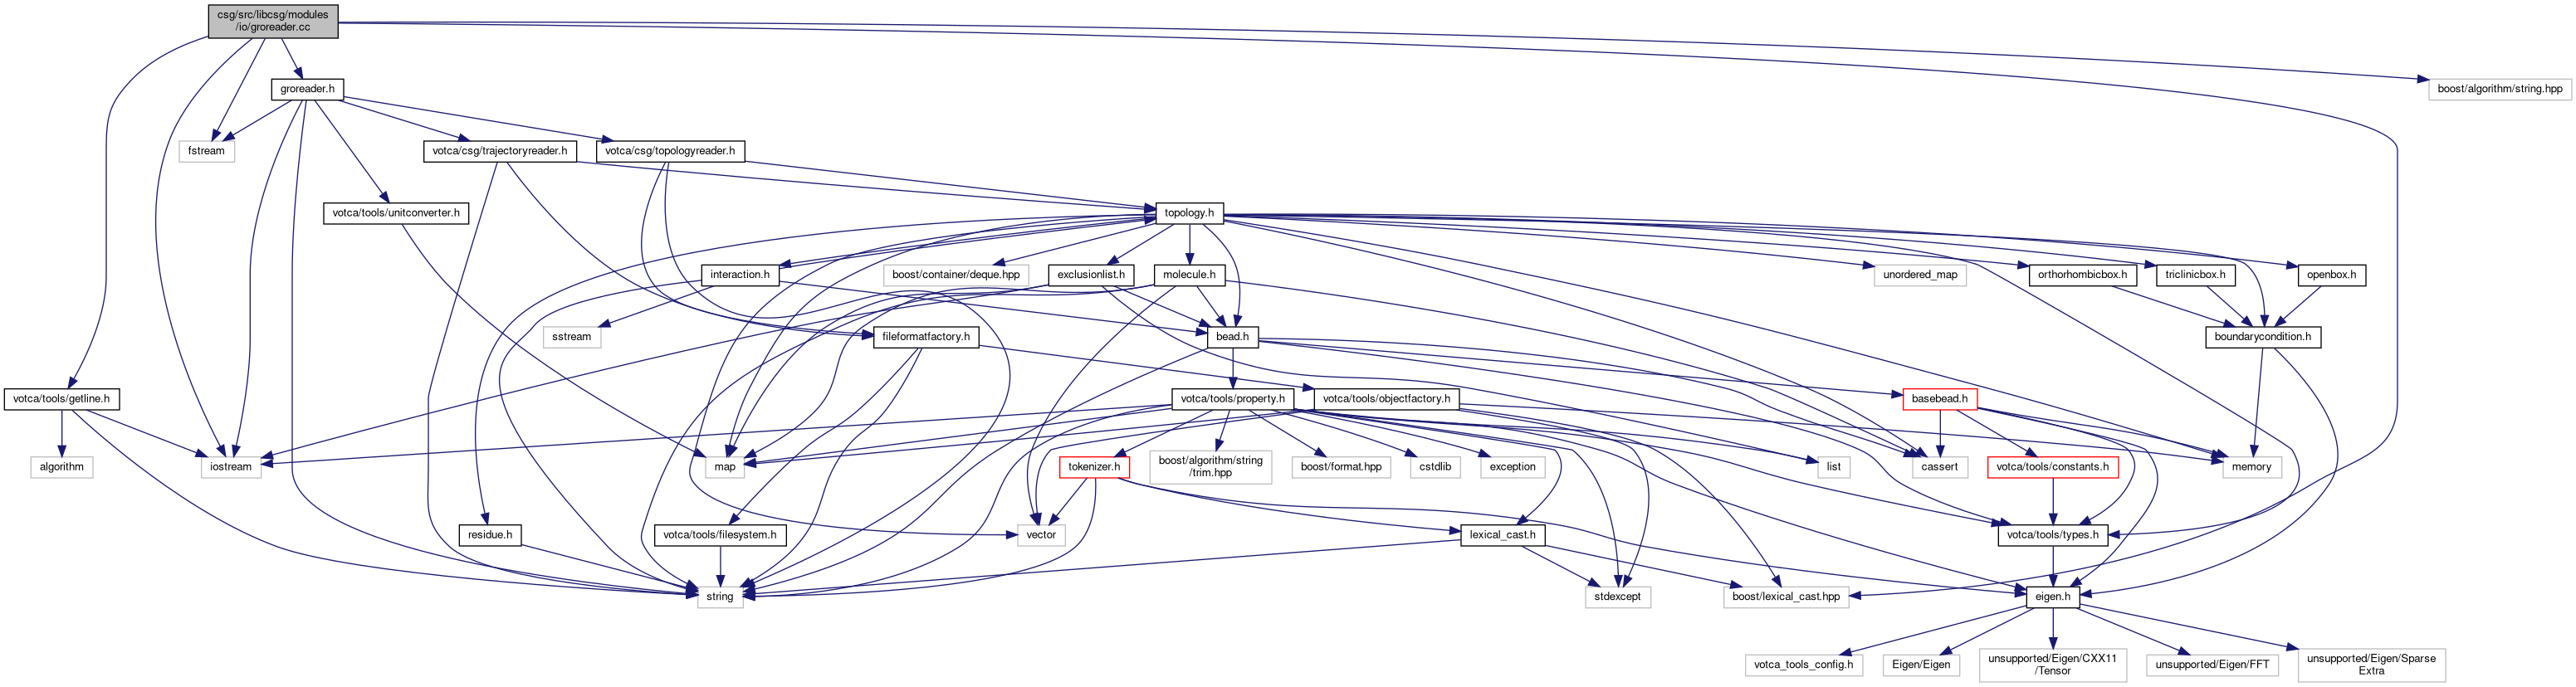 csg/src/libcsg/modules
/io/groreader.cc
groreader.h
boost/algorithm/string.hpp
fstream
votca/csg/trajectoryreader.h
votca/csg/topologyreader.h
votca/tools/unitconverter.h
topology.h
interaction.h
boost/container/deque.hpp
exclusionlist.h
molecule.h
unordered_map
orthorhombicbox.h
triclinicbox.h
openbox.h
sstream
fileformatfactory.h
bead.h
boundarycondition.h
votca/tools/getline.h
votca/tools/property.h
votca/tools/objectfactory.h
basebead.h
algorithm
iostream
map
tokenizer.h
boost/algorithm/string
/trim.hpp
boost/format.hpp
cstdlib
exception
list
cassert
votca/tools/constants.h
memory
residue.h
votca/tools/filesystem.h
vector
lexical_cast.h
votca/tools/types.h
string
stdexcept
boost/lexical_cast.hpp
eigen.h
votca_tools_config.h
Eigen/Eigen
unsupported/Eigen/CXX11
/Tensor
unsupported/Eigen/FFT
unsupported/Eigen/Sparse
Extra